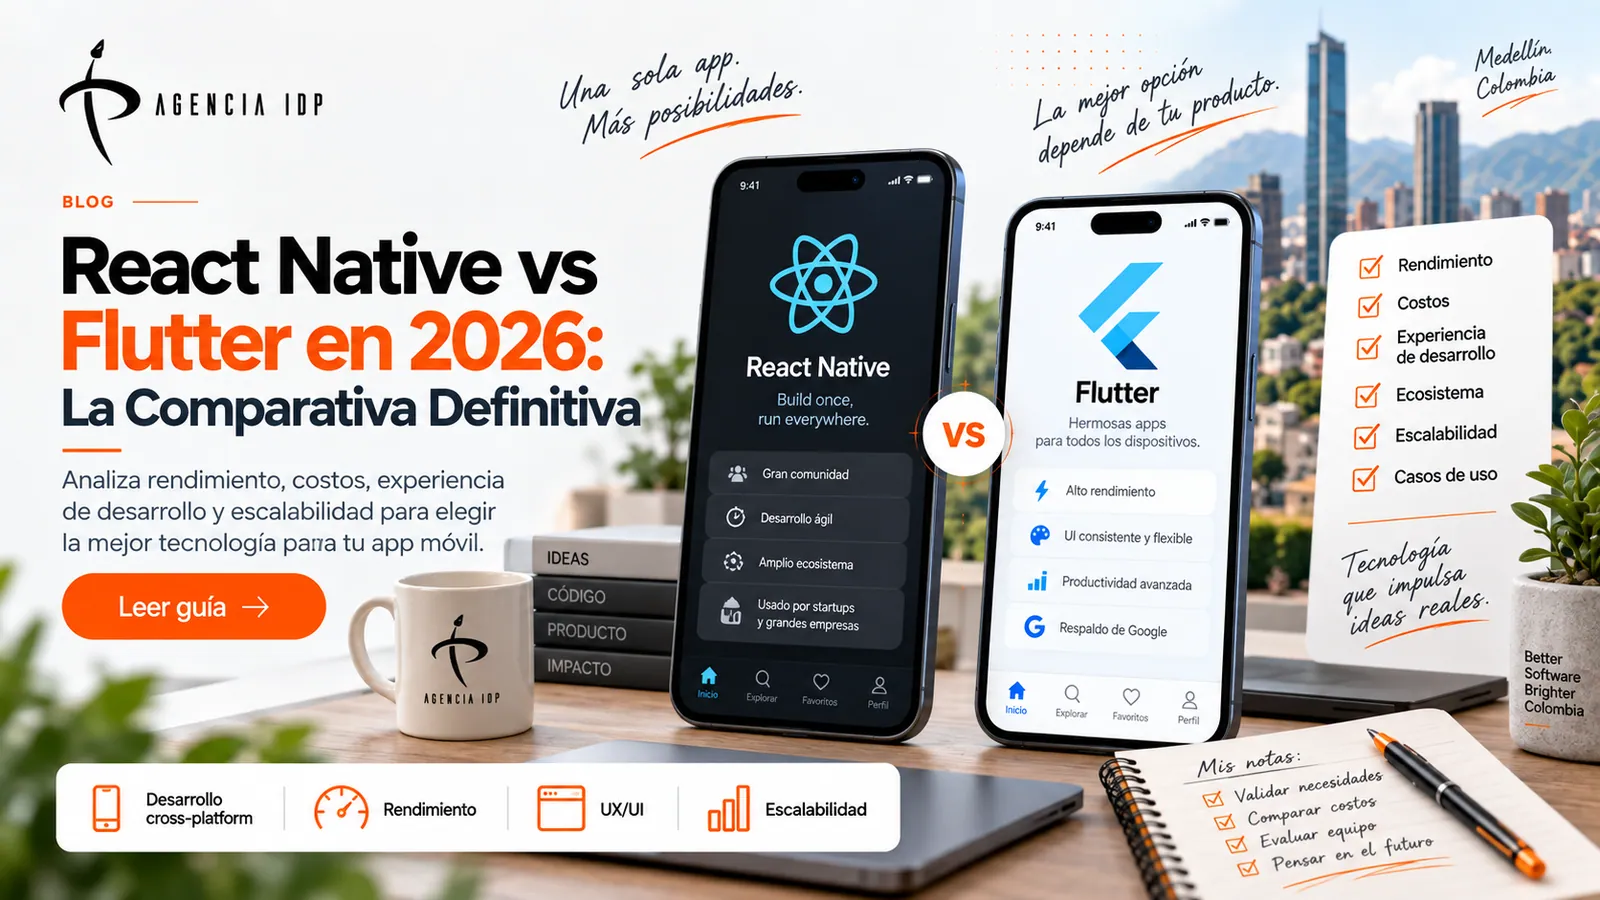 AGENCIA IDP
BLOG
React Native vs
Flutter en 2026:
La Comparativa Definitiva
Analiza rendimiento, costos, experiencia
de desarrollo y escalabilidad para elegir
la mejor tecnología para tu app móvil.
Leer guía
Una sola app.
Más posibilidades.
La mejor opción
depende de tu producto.
Medellín,
Colombia
9:41
React Native
Build once,
run everywhere.
Gran comunidad
Desarrollo ágil
Amplio ecosistema
Usado por startups
y grandes empresas
Inicio
Explorar
Favoritos
Perfil
VS
9:41
Flutter
Hermosas apps
para todos los dispositivos.
Alto rendimiento
UI consistente y flexible
Productividad avanzada
Respaldo de Google
Inicio
Explorar
Favoritos
Perfil
Rendimiento
Costos
Experiencia
de desarrollo
Ecosistema
Escalabilidad
Casos de uso
Tecnología
que impulsa
ideas reales.
IDEAS
CÓDIGO
PRODUCTO
IMPACTO
AGENCIA IDP
Better
Software
Brighter
Colombia
Mis notas:
Validar necesidades
Comparar costos
Evaluar equipo
Pensar en el futuro
Desarrollo
cross-platform
Rendimiento
UX/UI
Escalabilidad